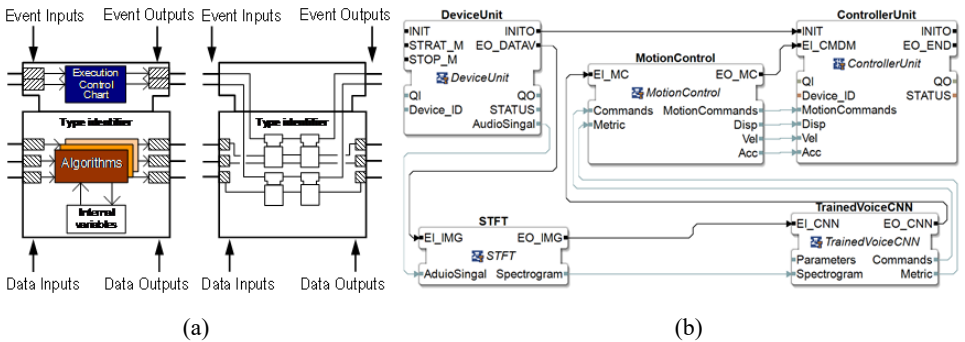 Event Inputs
Event Outputs
Event Inputs
Event Outputs
Execution
Control
Chart
Type identifier
Algorithms
Internal
variables
Type identifier
Data Inputs
Data Outputs
Data Inputs
Data Outputs
(a)
DeviceUnit
INIT
INITO
STRAT_M
EO_DATAV
STOP_M
DeviceUnit
QI
QO
Device_ID
STATUS
AudioSingal
MotionControl
EI_MC
EO_MC
MotionControl
Commands
MotionCommands
Metric
Disp
Vel
Acc
ControllerUnit
INIT
INITO
EI_CMDM
EO_END
ControllerUnit
QI
QO
Device_ID
STATUS
MotionCommands
Disp
Vel
Acc
STFT
EI_IMG
EO_IMG
STFT
AduioSingal
Spectrogram
TrainedVoiceCNN
EI_CNN
EO_CNN
TrainedVoiceCNN
Parameters
Commands
Spectrogram
Metric
(b)